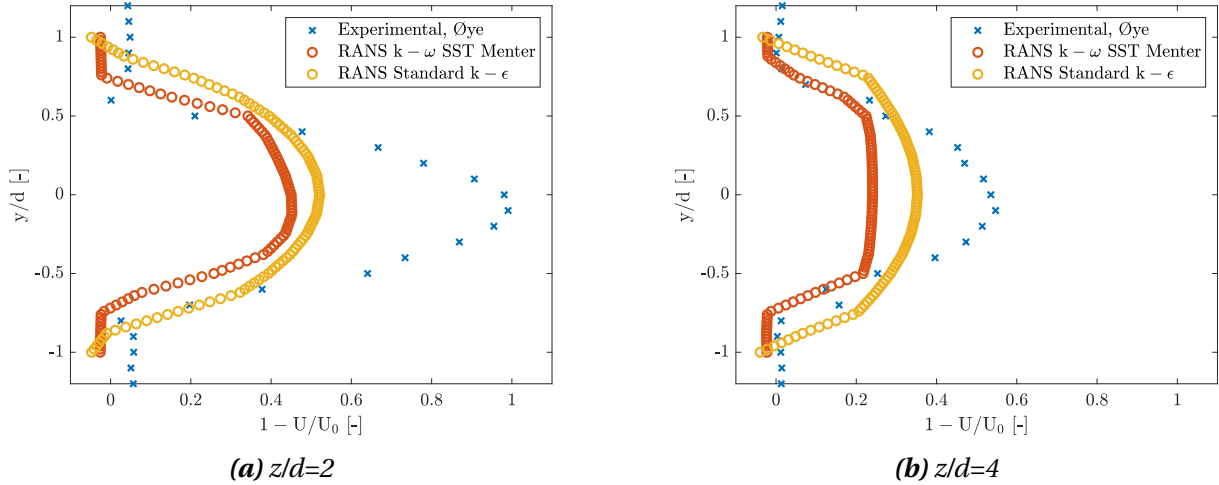 Experimental, Øye
RANS k − ω SST Menter
RANS Standard k − ϵ
1
0.5
0
-0.5
-1
y/d [-]
0
0.2
0.4
0.6
0.8
1
1 − U/U₀ [-]
(a) z/d=2
Experimental, Øye
RANS k − ω SST Menter
RANS Standard k − ϵ
1
0.5
0
-0.5
-1
y/d [-]
0
0.2
0.4
0.6
0.8
1
1 − U/U₀ [-]
(b) z/d=4